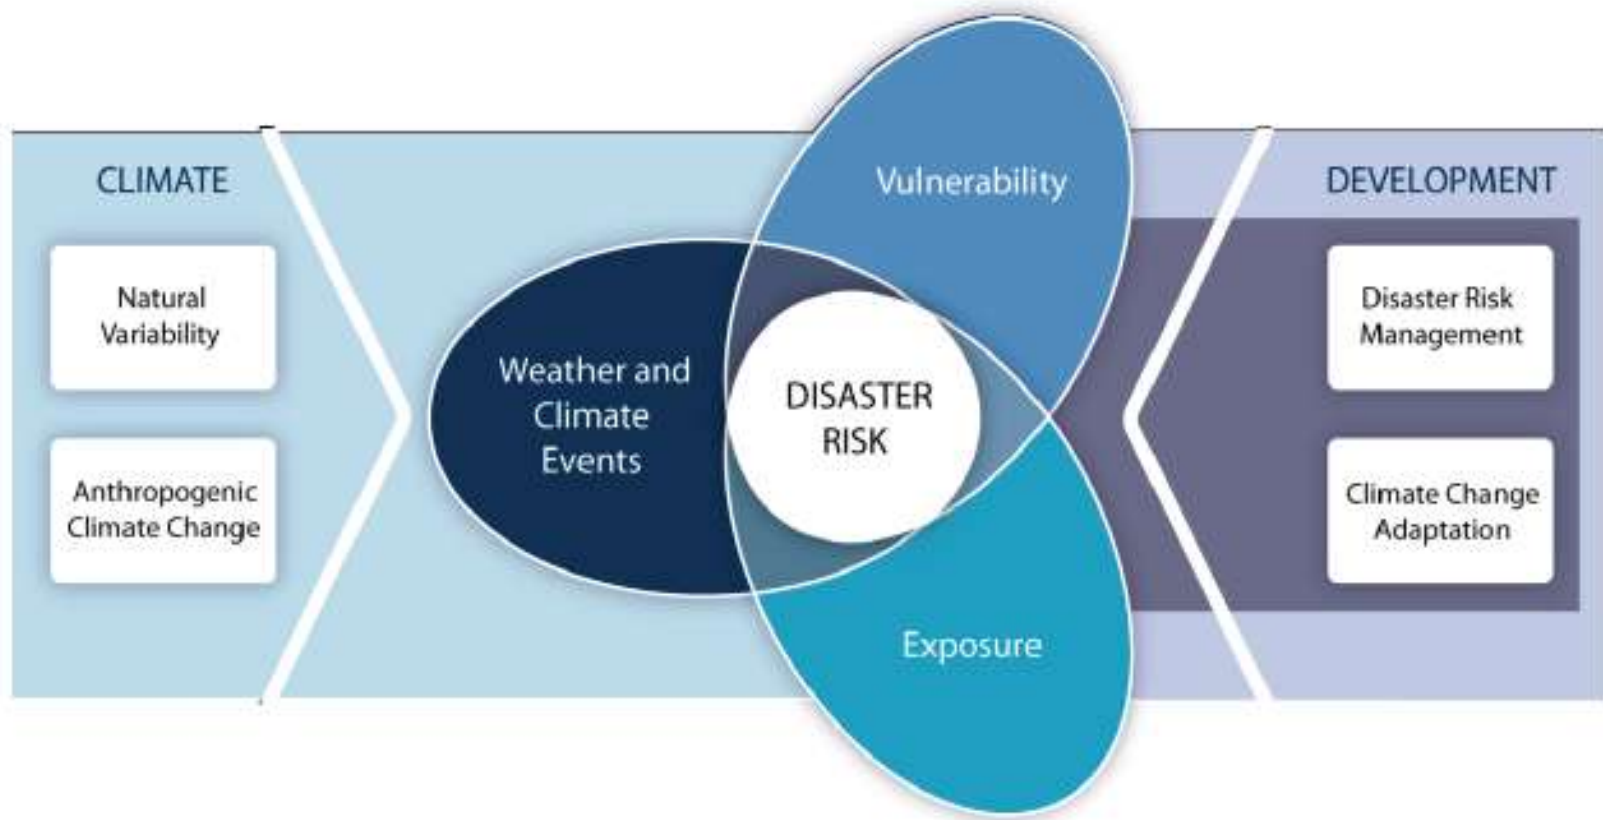 CLIMATE
Natural
Variability
Anthropogenic
Climate Change
Weather and
Climate
Events
DISASTER
RISK
Vulnerability
Exposure
DEVELOPMENT
Disaster Risk
Management
Climate Change
Adaptation